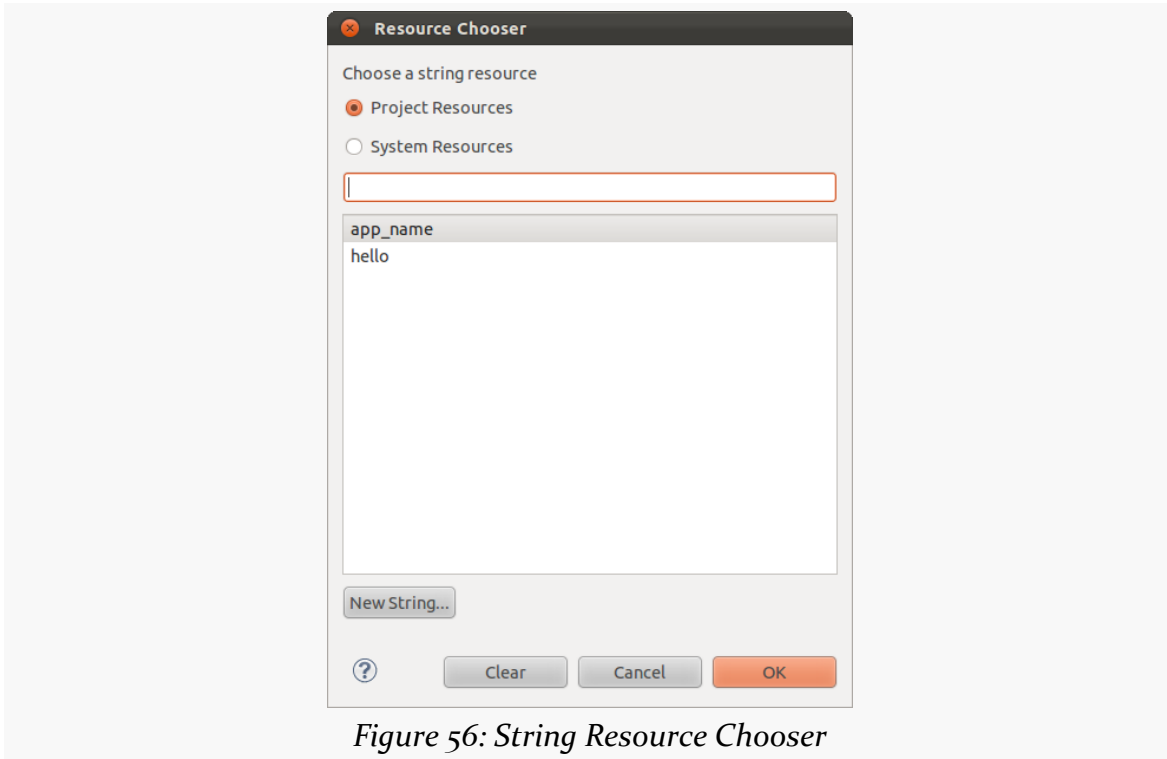 Resource Chooser
Choose a string resource
Project Resources
System Resources
app_name
hello
New String...
?
Clear Cancel OK
Figure 56: String Resource Chooser